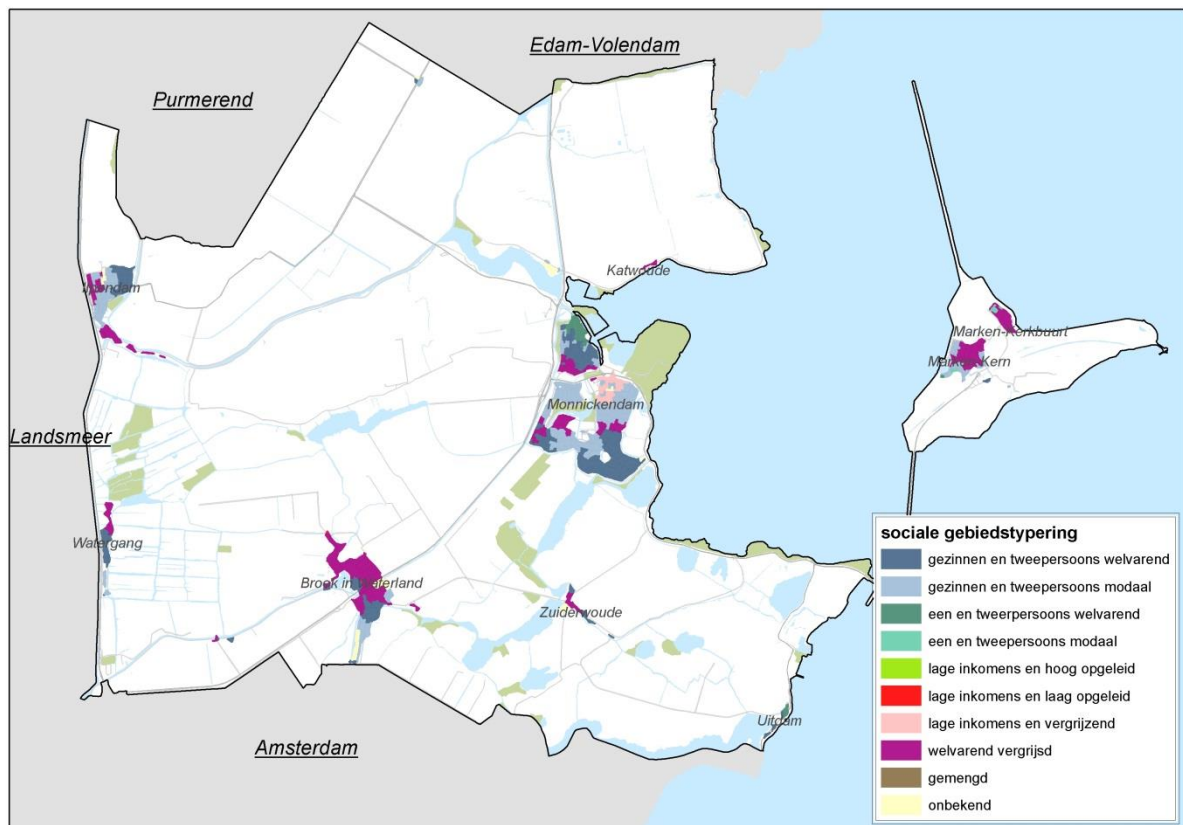 Edam-Volendam
Purmerend
Katwoude
Ilpendam
Marken-Kerkbuurt
Marken-Kern
Monnickendam
Landsmeer
Watergang
Broek in Waterland
Zuiderwoude
Uitdam
Amsterdam
sociale gebiedstypering
gezinnen en tweepersoons welvarend
gezinnen en tweepersoons modaal
een en tweerpersoons welvarend
een en tweepersoons modaal
lage inkomens en hoog opgeleid
lage inkomens en laag opgeleid
lage inkomens en vergrijzend
welvarend vergrijsd
gemengd
onbekend